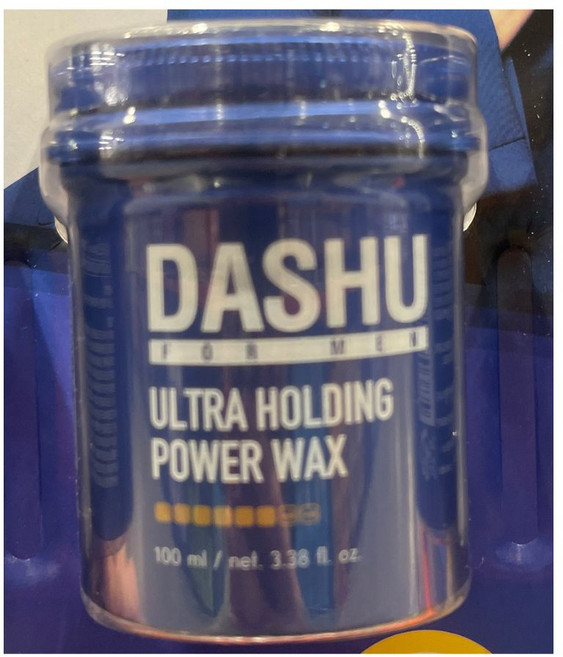 DASHU
FOR MEN
ULTRA HOLDING
POWER WAX
100 ml / net. 3.38 fl. oz.